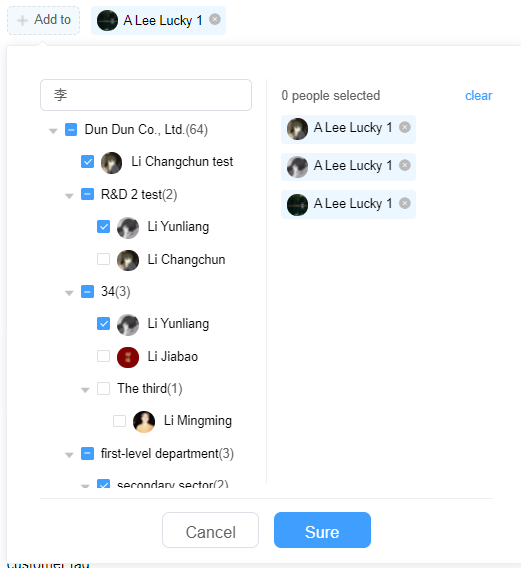 Add to
A Lee Lucky 1
李
0 people selected
clear
Dun Dun Co., Ltd.(64)
Li Changchun test
R&D 2 test(2)
Li Yunliang
Li Changchun
34(3)
Li Yunliang
Li Jiabao
The third(1)
Li Mingming
first-level department(3)
secondary sector(2)
A Lee Lucky 1
A Lee Lucky 1
A Lee Lucky 1
Cancel
Sure
customer